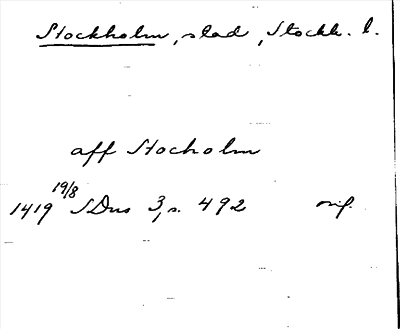 Stockholm, stad, Stockh. l.
aff Stocholm
1419 19/8 SDns 3, s. 492 orig.